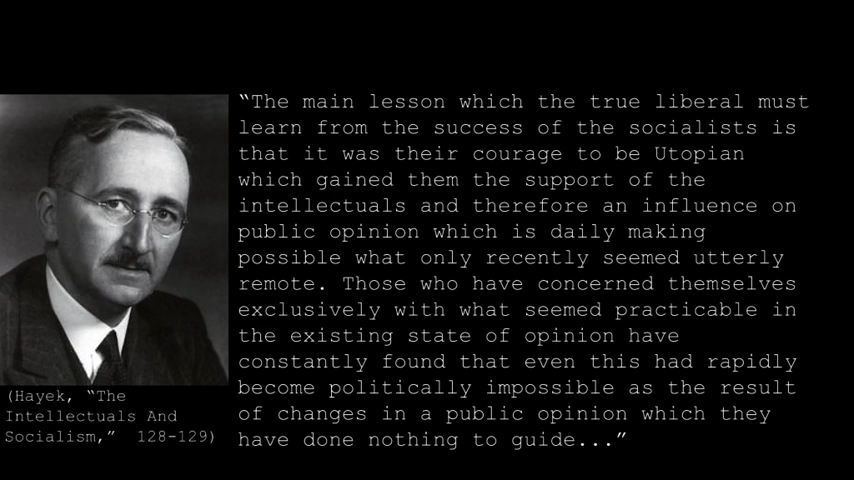 “The main lesson which the true liberal must
learn from the success of the socialists is
that it was their courage to be Utopian
which gained them the support of the
intellectuals and therefore an influence on
public opinion which is daily making
possible what only recently seemed utterly
remote. Those who have concerned themselves
exclusively with what seemed practicable in
the existing state of opinion have
constantly found that even this had rapidly
become politically impossible as the result
of changes in a public opinion which they
have done nothing to guide...”
(Hayek, “The
Intellectuals And
Socialism,” 128-129)